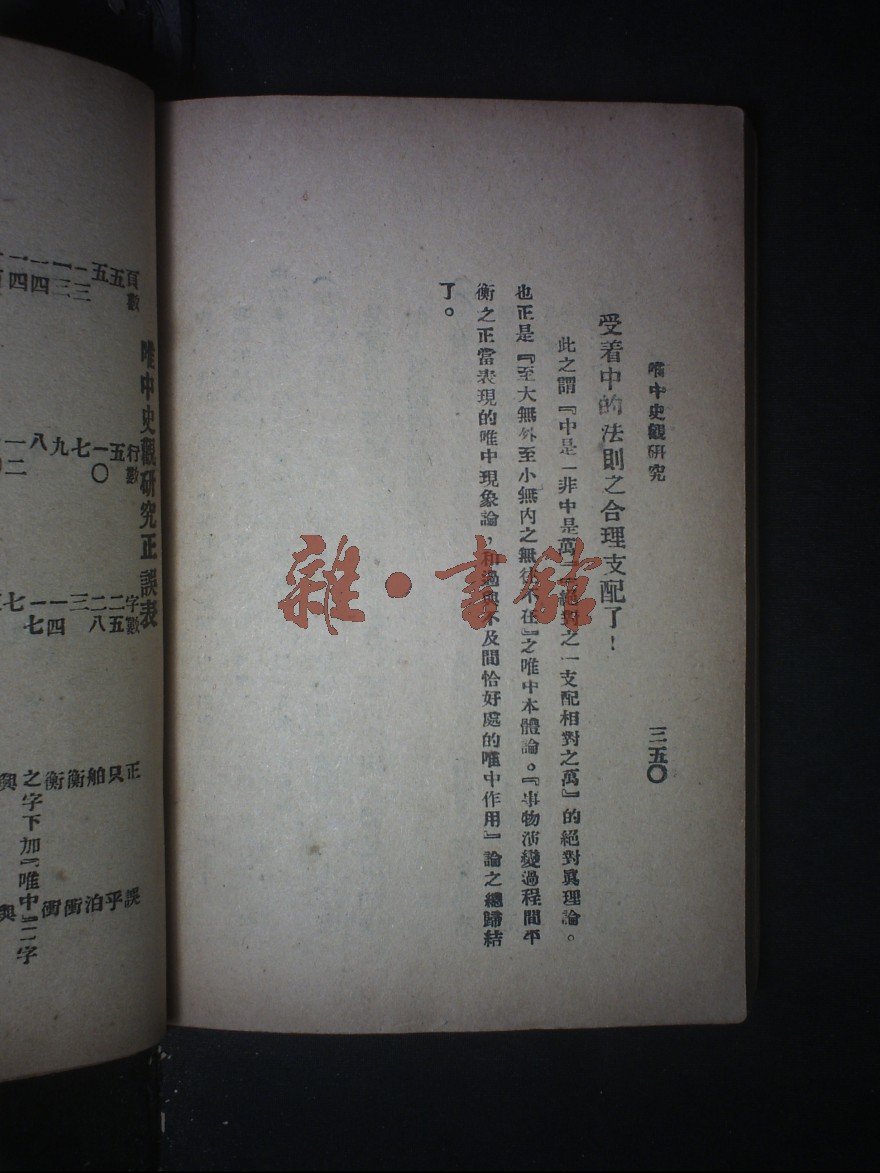 唯中史觀研究
三五〇
受着中的法則之合理支配了！
此之謂『中是一非中是萬』『絕對之一支配相對之萬』的絕對眞理論。
也正是『至大無外至小無內之無往不在』之唯中本體論。『事物演變過程間平
衡之正當表現的唯中現象論，和過與不及間恰好處的唯中作用』論之總歸結
了。
雜・書館
唯中史觀研究正誤表
頁數 行數 字數 正 誤
五 五 二五 只 乎
五 一〇 二八 舶 泊
一三 七 三 衡 衝
一三 九 一四 衡 衝
一四 八 一七 之字下加『唯中』二字
一四 一二 七 與 興